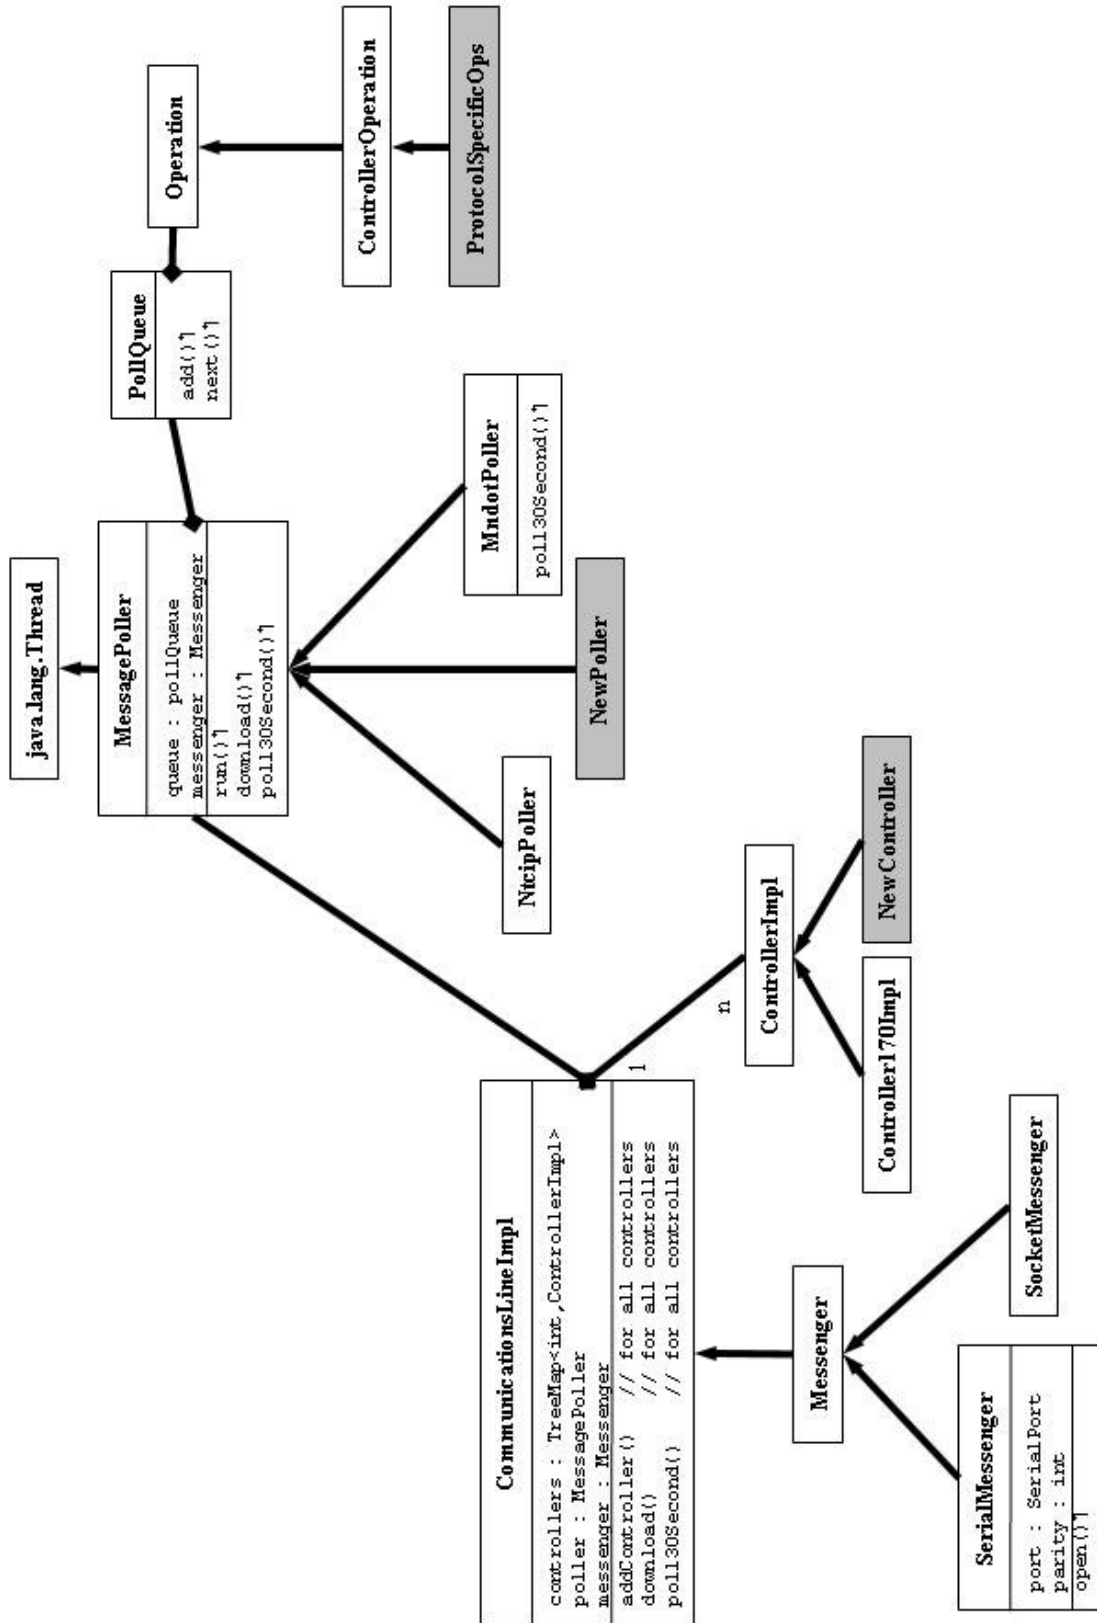 java.lang.Thread
MessagePoller
queue : pollQueue
messenger : Messenger
run()
download()
poll30Second()
PollQueue
add()
next()
Operation
ControllerOperation
ProtocolSpecificOps
NtcipPoller
NewPoller
MndotPoller
poll30Second()
CommunicationsLineImpl
controllers : TreeMap<int,ControllerImpl>
poller : MessagePoller
messenger : Messenger
addController() // for all controllers
download() // for all controllers
poll30Second() // for all controllers
1
n
ControllerImpl
Controller170Impl
NewController
Messenger
SerialMessenger
port : SerialPort
parity : int
open()
SocketMessenger